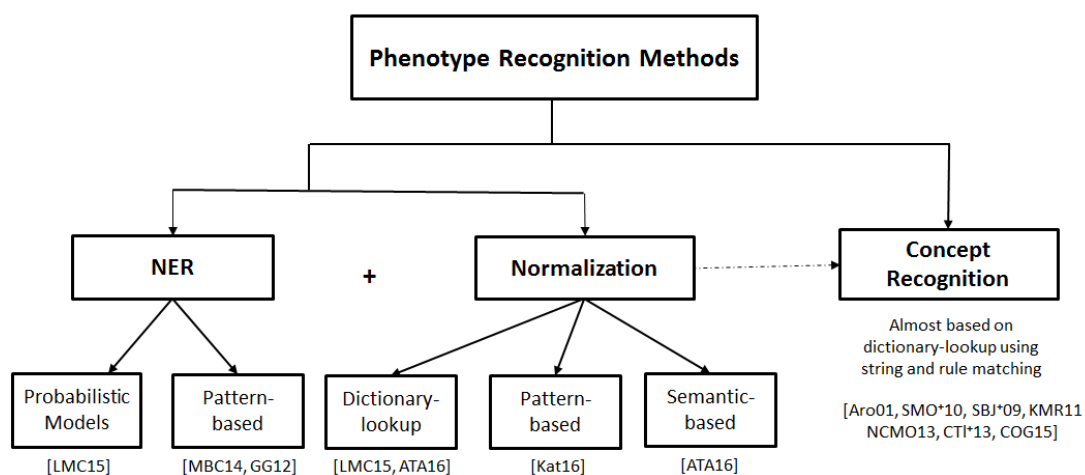 Phenotype Recognition Methods
NER
+
Normalization
Concept
Recognition
Almost based on
dictionary-lookup using
string and rule matching
Probabilistic
Models
Pattern-
based
Dictionary-
lookup
Pattern-
based
Semantic-
based
[Aro01, SMO⁺10, SBJ⁺09, KMR11
NCMO13, CTI⁺13, COG15]
[LMC15]
[MBC14, GG12]
[LMC15, ATA16]
[Kat16]
[ATA16]